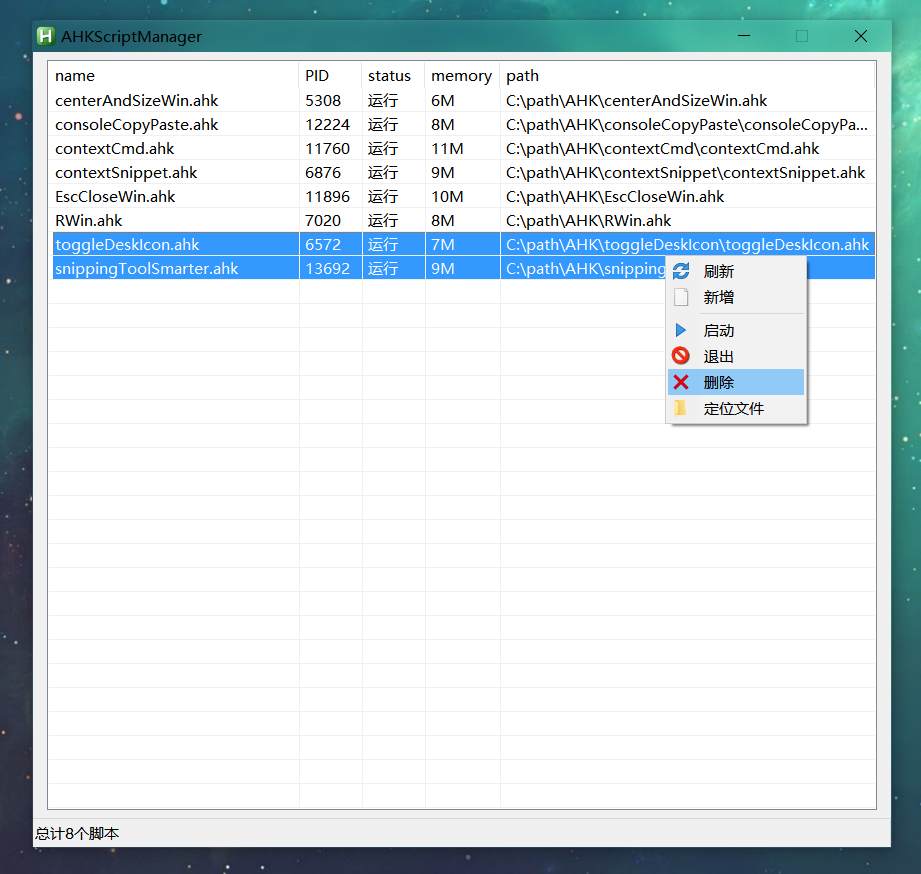 AHKScriptManager
name PID status memory path
centerAndSizeWin.ahk 5308 运行 6M C:\path\AHK\centerAndSizeWin.ahk
consoleCopyPaste.ahk 12224 运行 8M C:\path\AHK\consoleCopyPaste\consoleCopyPa...
contextCmd.ahk 11760 运行 11M C:\path\AHK\contextCmd\contextCmd.ahk
contextSnippet.ahk 6876 运行 9M C:\path\AHK\contextSnippet\contextSnippet.ahk
EscCloseWin.ahk 11896 运行 10M C:\path\AHK\EscCloseWin.ahk
RWin.ahk 7020 运行 8M C:\path\AHK\RWin.ahk
toggleDeskIcon.ahk 6572 运行 7M C:\path\AHK\toggleDeskIcon\toggleDeskIcon.ahk
snippingToolSmarter.ahk 13692 运行 9M C:\path\AHK\snipping
刷新
新增
启动
退出
删除
定位文件
总计8个脚本